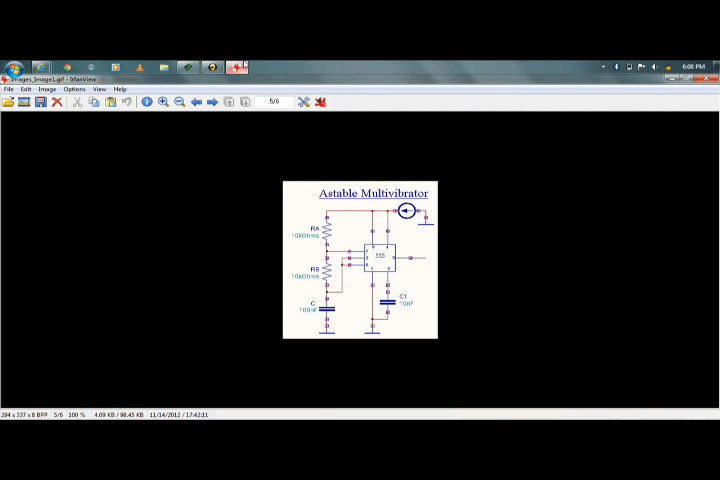 6:08 PM
Images_Image1.gif - IrfanView
File Edit Image Options View Help
5/6
Astable Multivibrator
RA
10kOhms
555
RB
10kOhms
C
100nF
C1
10nF
294 x 337 x 8 BPP 5/6 100 % 4.09 KB / 98.45 KB 11/14/2012 / 17:42:11